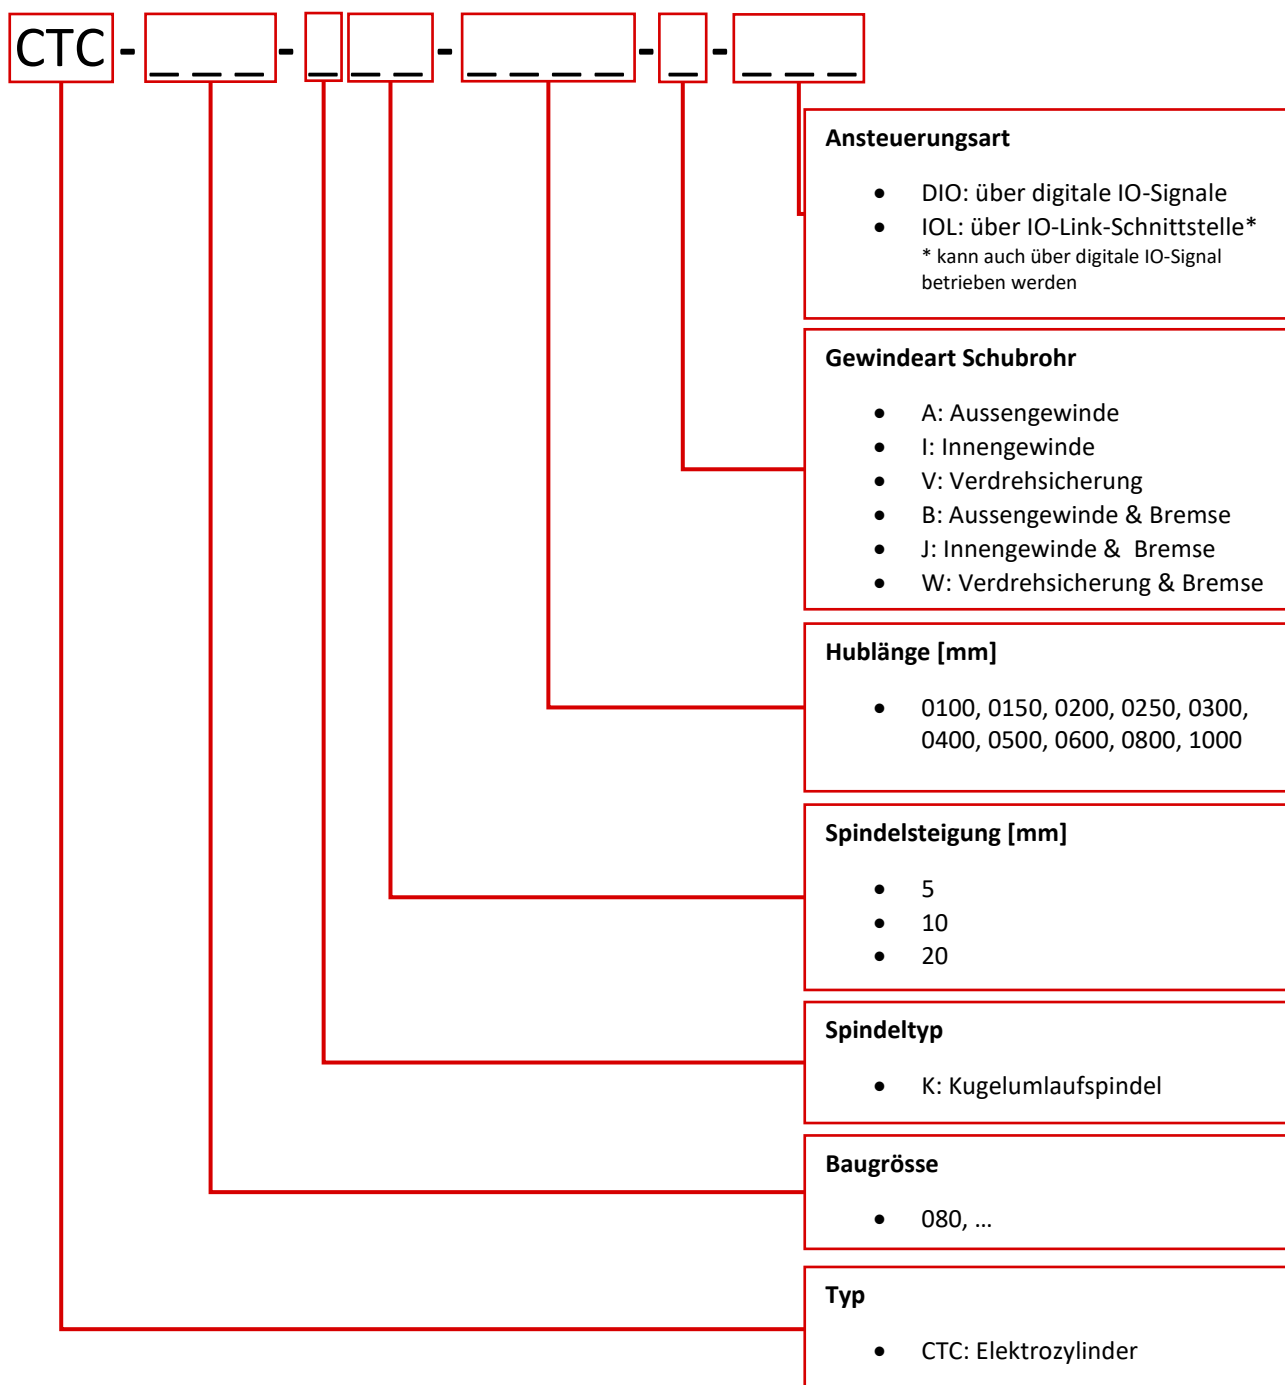 CTC - _ _ _ - _ _ _ - _ _ _ _ - _ - _ _ _
Ansteuerungsart
• DIO: über digitale IO-Signale
• IOL: über IO-Link-Schnittstelle*
* kann auch über digitale IO-Signal
betrieben werden
Gewindeart Schubrohr
• A: Aussengewinde
• I: Innengewinde
• V: Verdrehsicherung
• B: Aussengewinde & Bremse
• J: Innengewinde & Bremse
• W: Verdrehsicherung & Bremse
Hublänge [mm]
• 0100, 0150, 0200, 0250, 0300,
0400, 0500, 0600, 0800, 1000
Spindelsteigung [mm]
• 5
• 10
• 20
Spindeltyp
• K: Kugelumlaufspindel
Baugrösse
• 080, …
Typ
• CTC: Elektrozylinder